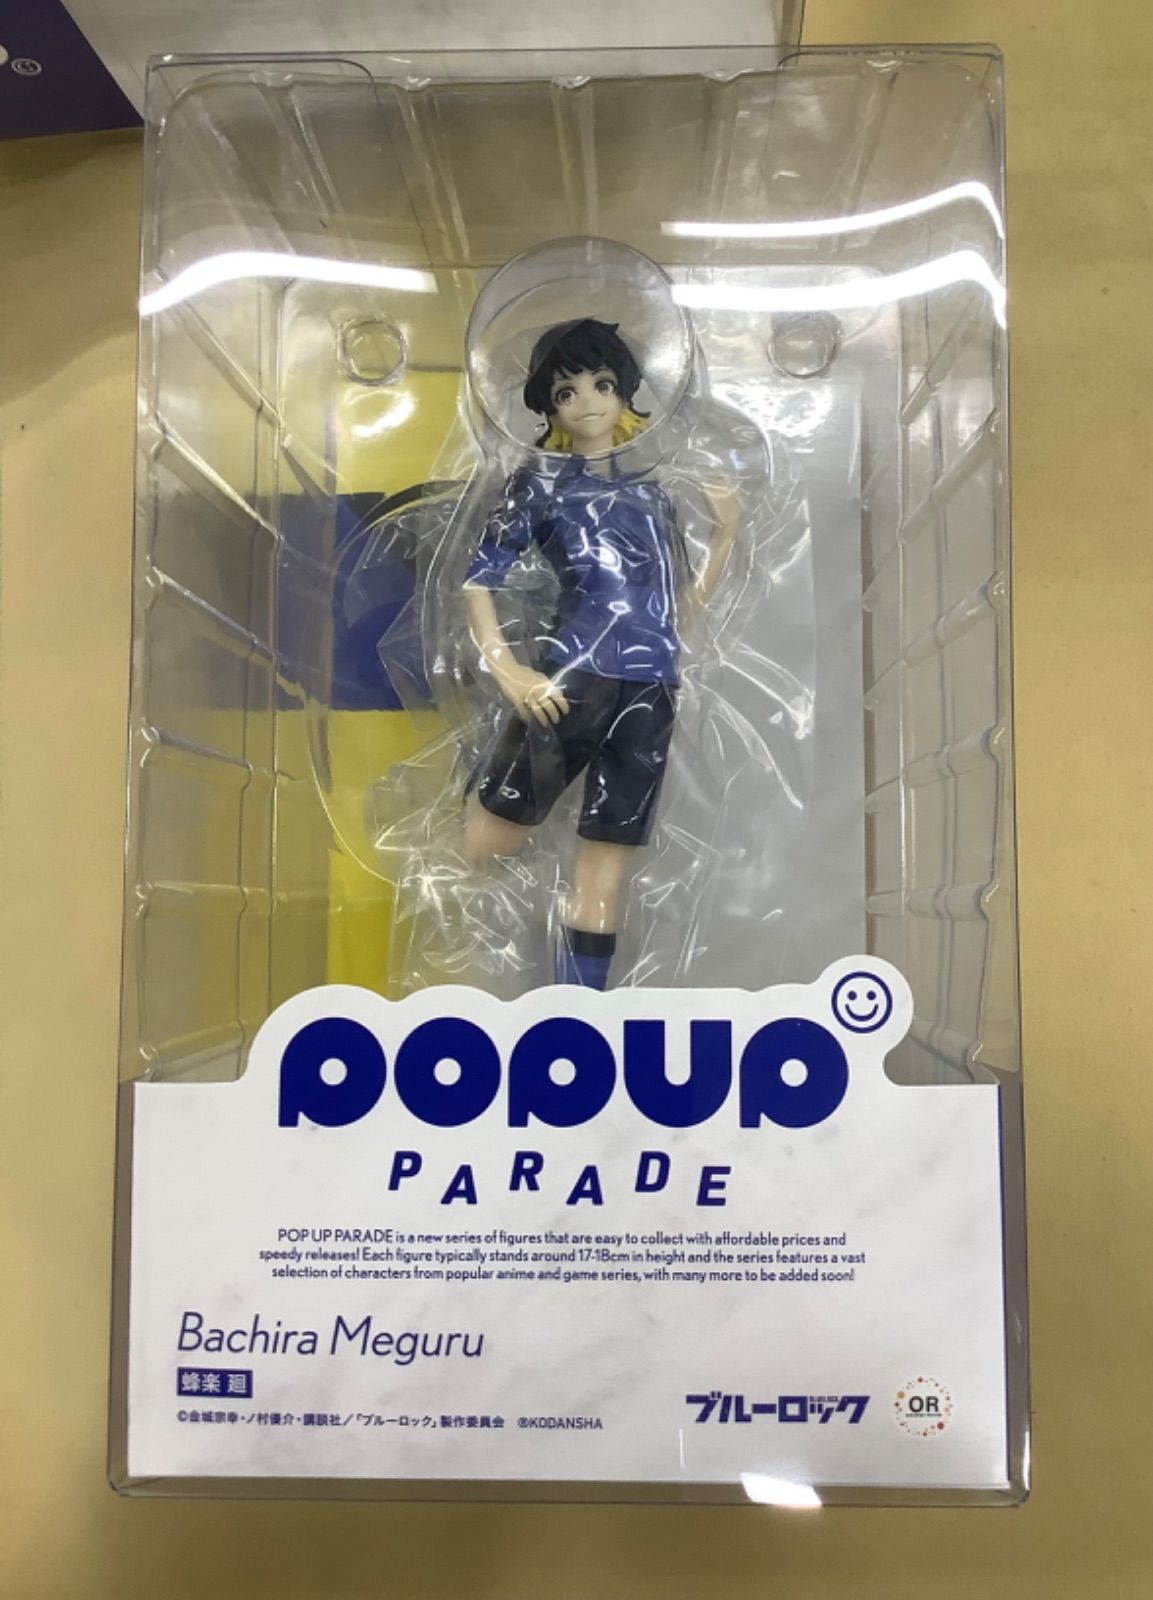 POPUP
PARADE
POP UP PARADE is a new series of figures that are easy to collect with affordable prices and
speedy releases! Each figure typically stands around 17-18cm in height and the series features a vast
selection of characters from popular anime and game series, with many more to be added soon!
Bachira Meguru
蜂楽 廻
©金城宗幸・ノ村優介・講談社／「ブルーロック」製作委員会 ®KODANSHA
ブルーロック
OR